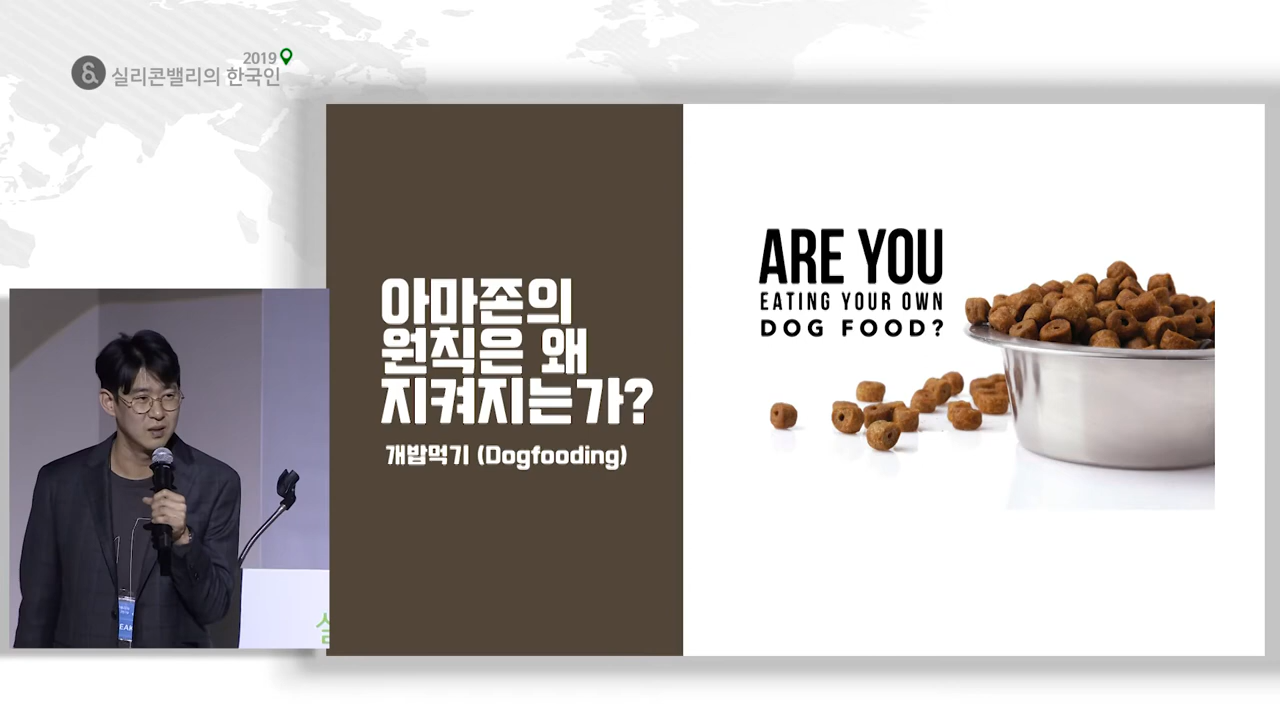 2019
& 실리콘밸리의 한국인
아마존의
원칙은 왜
지켜지는가?
개밥먹기 (Dogfooding)
ARE YOU
EATING YOUR OWN
DOG FOOD?